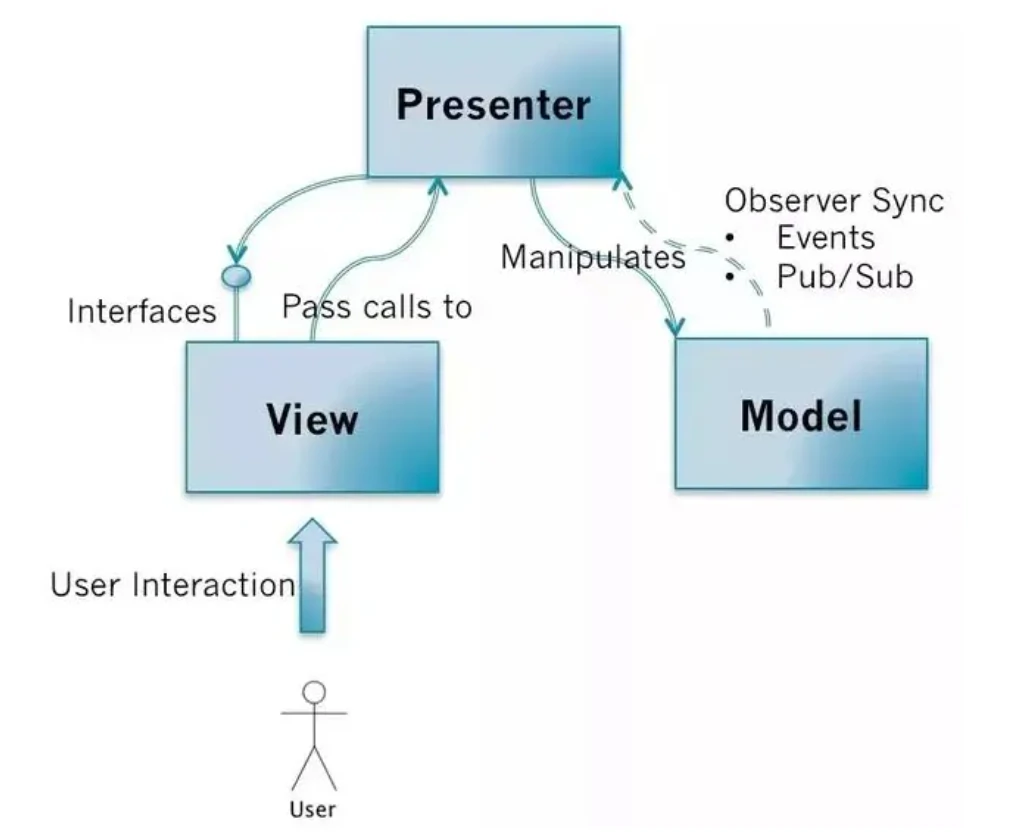 Presenter
Observer Sync
• Events
• Pub/Sub
Manipulates
Interfaces
Pass calls to
View
Model
User Interaction
User